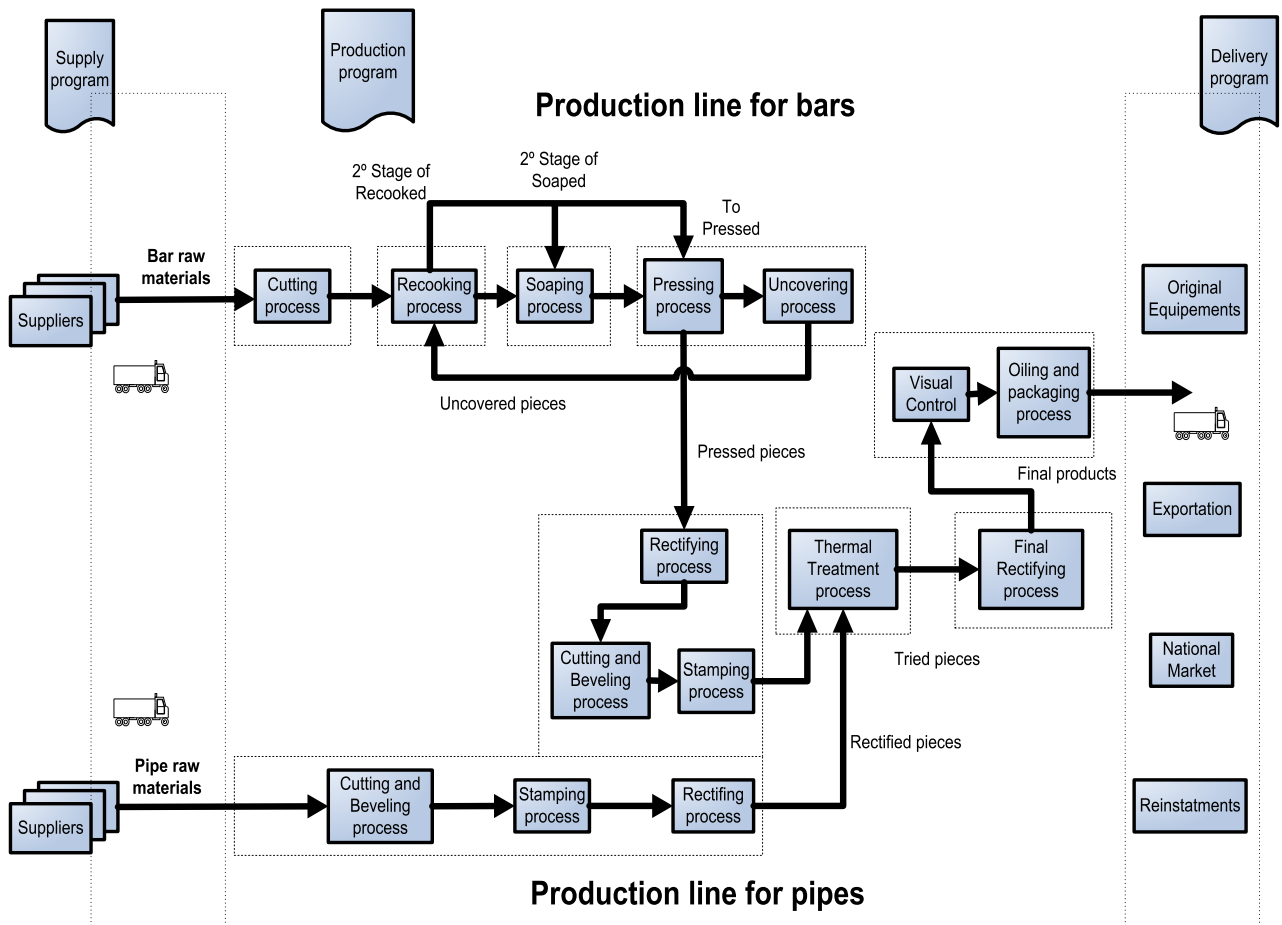 Supply
program
Production
program
Delivery
program
Production line for bars
2º Stage of
Recooked
2º Stage of
Soaped
To
Pressed
Bar raw
materials
Suppliers
Cutting
process
Recooking
process
Soaping
process
Pressing
process
Uncovering
process
Original
Equipements
Uncovered pieces
Visual
Control
Oiling and
packaging
process
Pressed pieces
Final products
Exportation
Rectifying
process
Thermal
Treatment
process
Final
Rectifying
process
Cutting and
Beveling
process
Stamping
process
Tried pieces
National
Market
Rectified pieces
Pipe raw
materials
Suppliers
Cutting and
Beveling
process
Stamping
process
Rectifing
process
Reinstatments
Production line for pipes